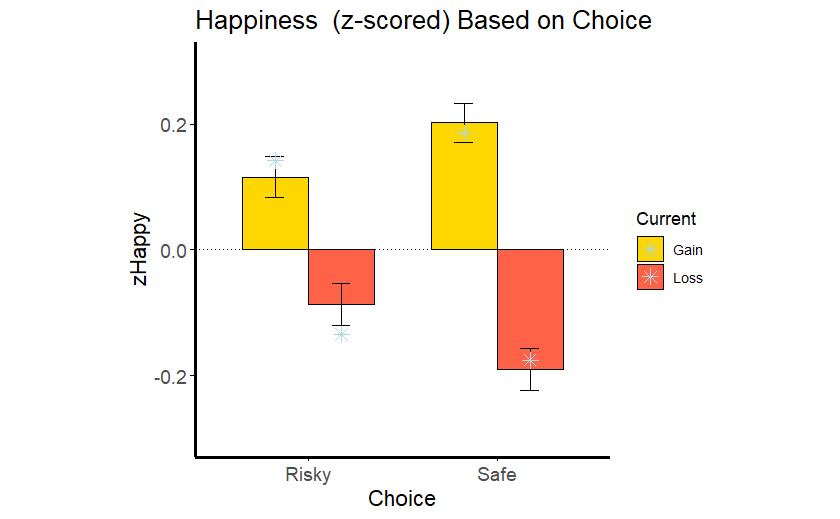 Happiness  (z-scored) Based on Choice
0.2
0.0
-0.2
zHappy
Risky
Safe
Choice
Current
Gain
Loss